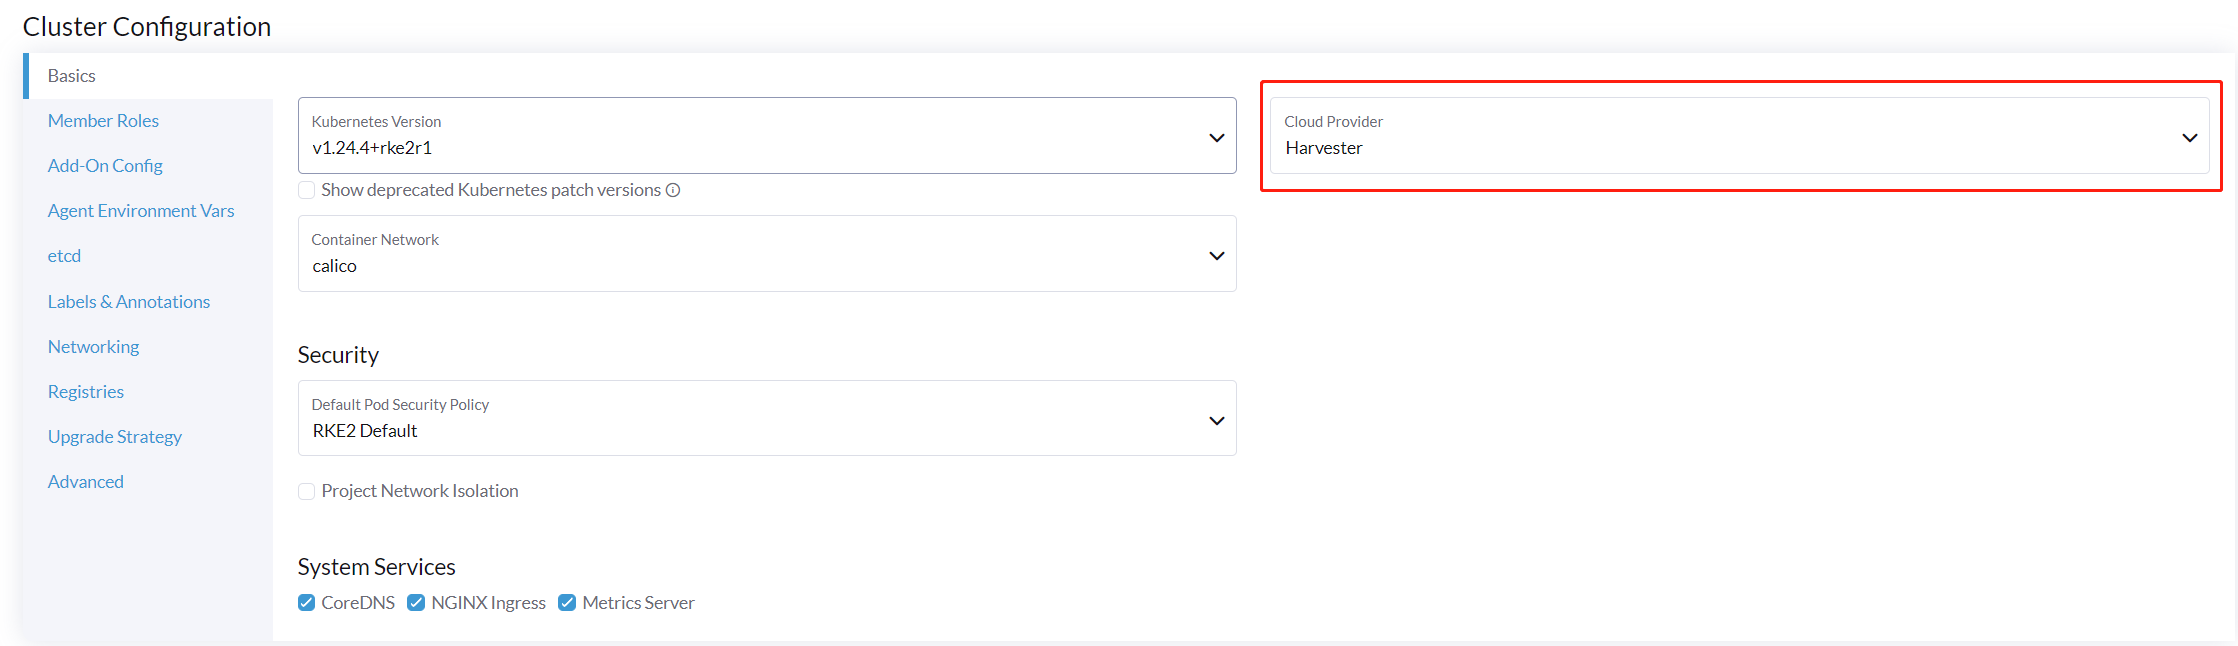 Cluster Configuration
Basics
Member Roles
Add-On Config
Agent Environment Vars
etcd
Labels & Annotations
Networking
Registries
Upgrade Strategy
Advanced
Kubernetes Version
v1.24.4+rke2r1
Show deprecated Kubernetes patch versions
Cloud Provider
Harvester
Container Network
calico
Security
Default Pod Security Policy
RKE2 Default
Project Network Isolation
System Services
CoreDNS NGINX Ingress Metrics Server